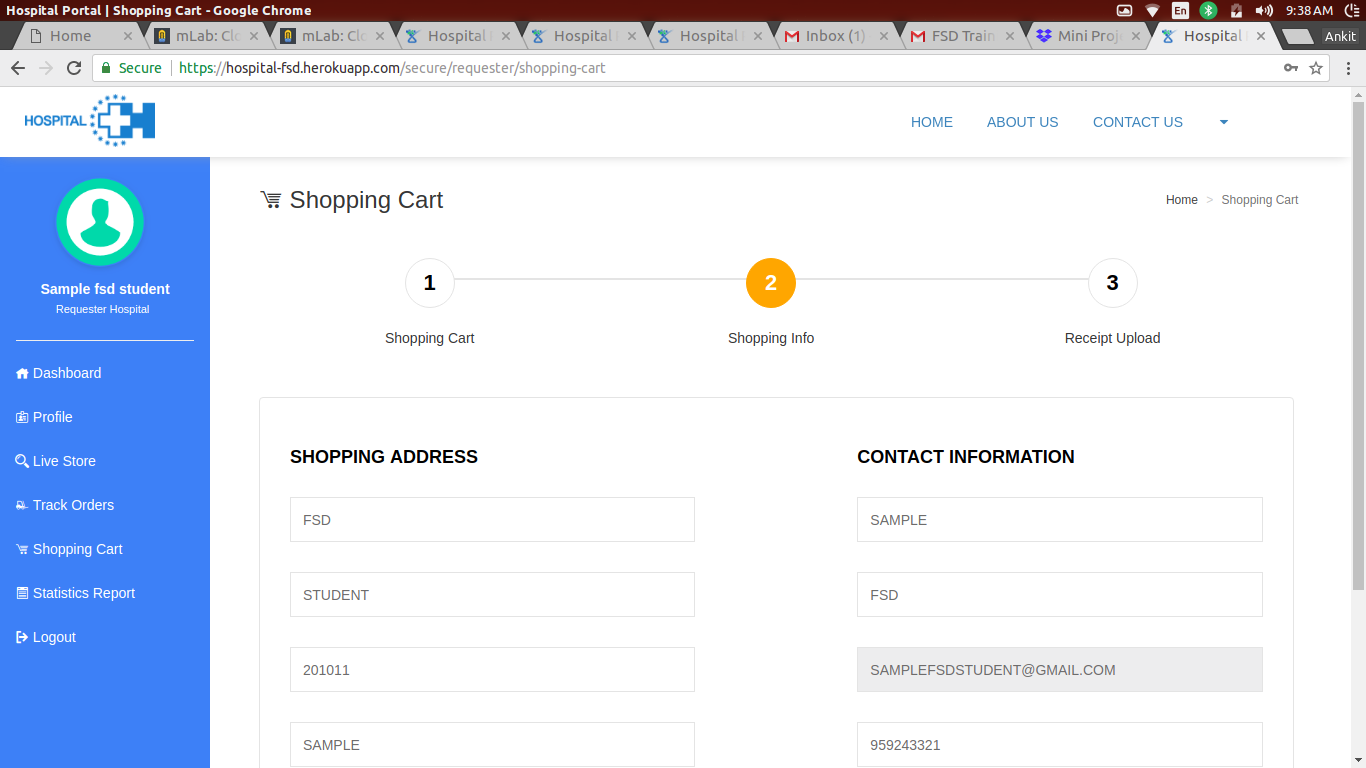 Hospital Portal | Shopping Cart - Google Chrome
En
9:38 AM
Home
mLab: Clo
mLab: Clo
Hospital
Hospital
Hospital
Inbox (1)
FSD Train
Mini Proj
Hospital
Ankit
Secure
https://hospital-fsd.herokuapp.com/secure/requester/shopping-cart
HOSPITAL
HOME
ABOUT US
CONTACT US
Sample fsd student
Requester Hospital
Dashboard
Profile
Live Store
Track Orders
Shopping Cart
Statistics Report
Logout
Shopping Cart
Home > Shopping Cart
1
2
3
Shopping Cart
Shopping Info
Receipt Upload
SHOPPING ADDRESS
FSD
STUDENT
201011
SAMPLE
CONTACT INFORMATION
SAMPLE
FSD
SAMPLEFSDSTUDENT@GMAIL.COM
959243321